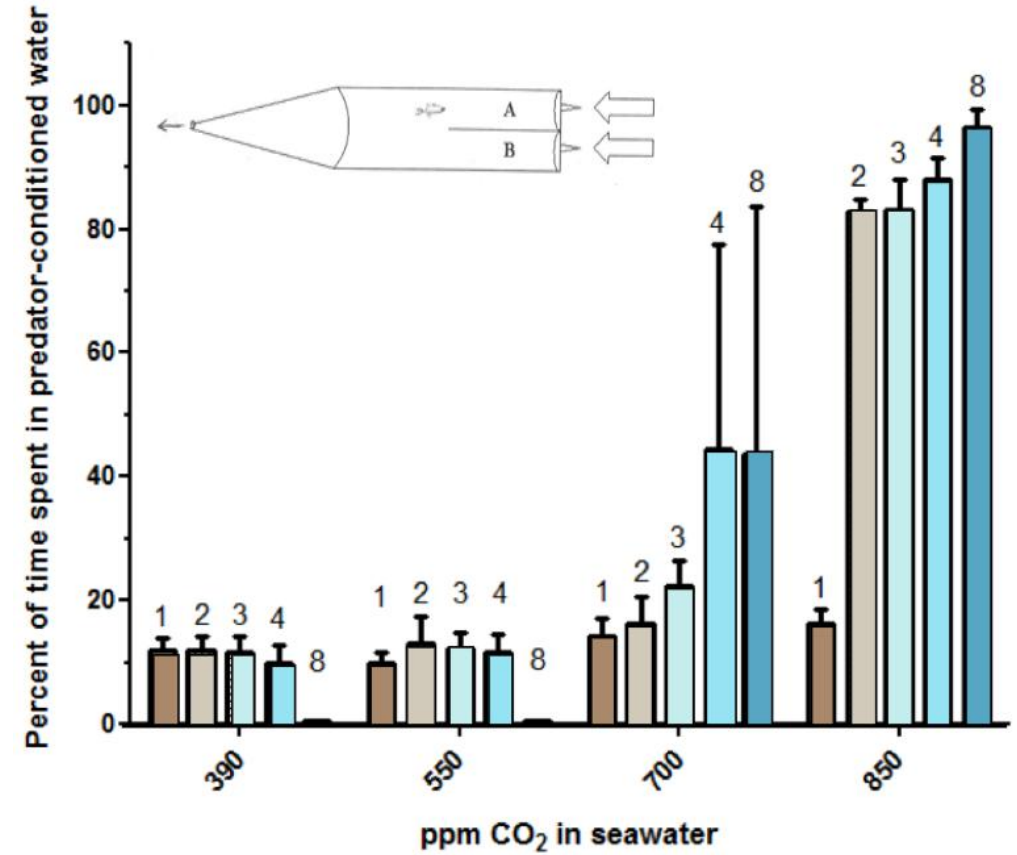 Percent of time spent in predator-conditioned water
100
80
60
40
20
0
A
B
1 2 3 4 8
1 2 3 4 8
1 2 3 4 8
1 2 3 4 8
390 550 700 850
ppm CO₂ in seawater